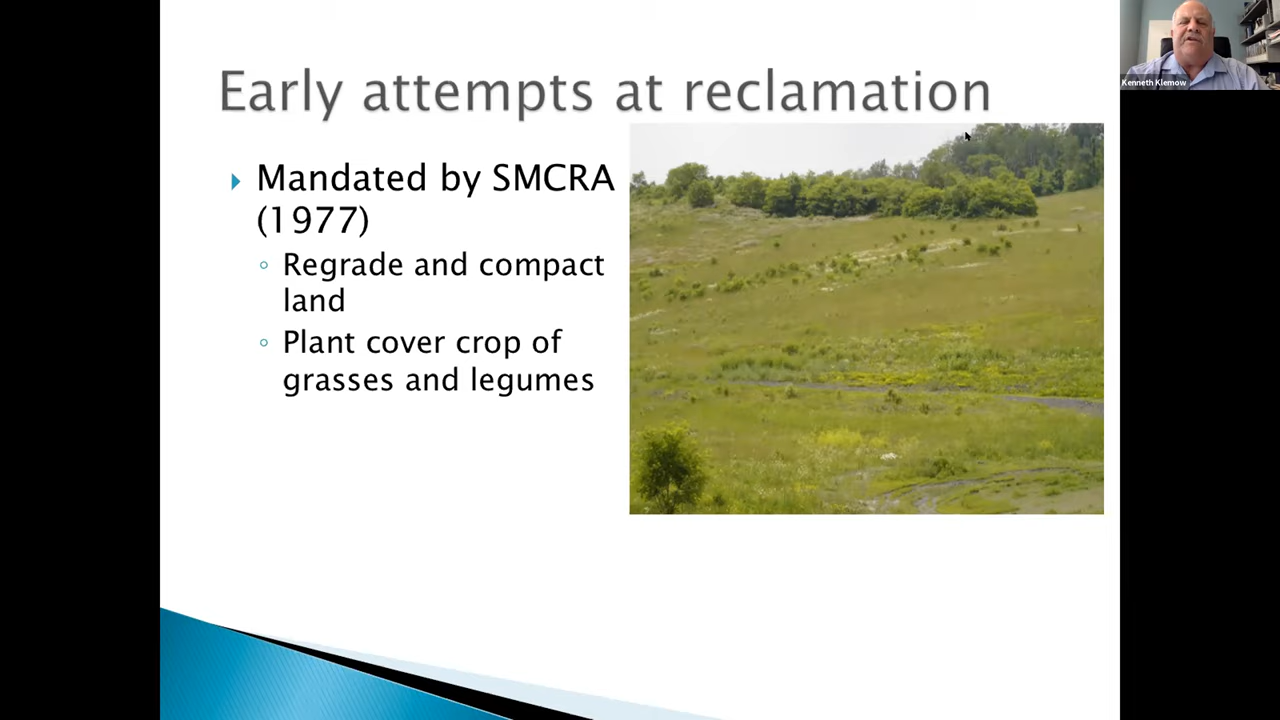 Early attempts at reclamation
Mandated by SMCRA
(1977)
Regrade and compact
land
Plant cover crop of
grasses and legumes
Kenneth Klemow